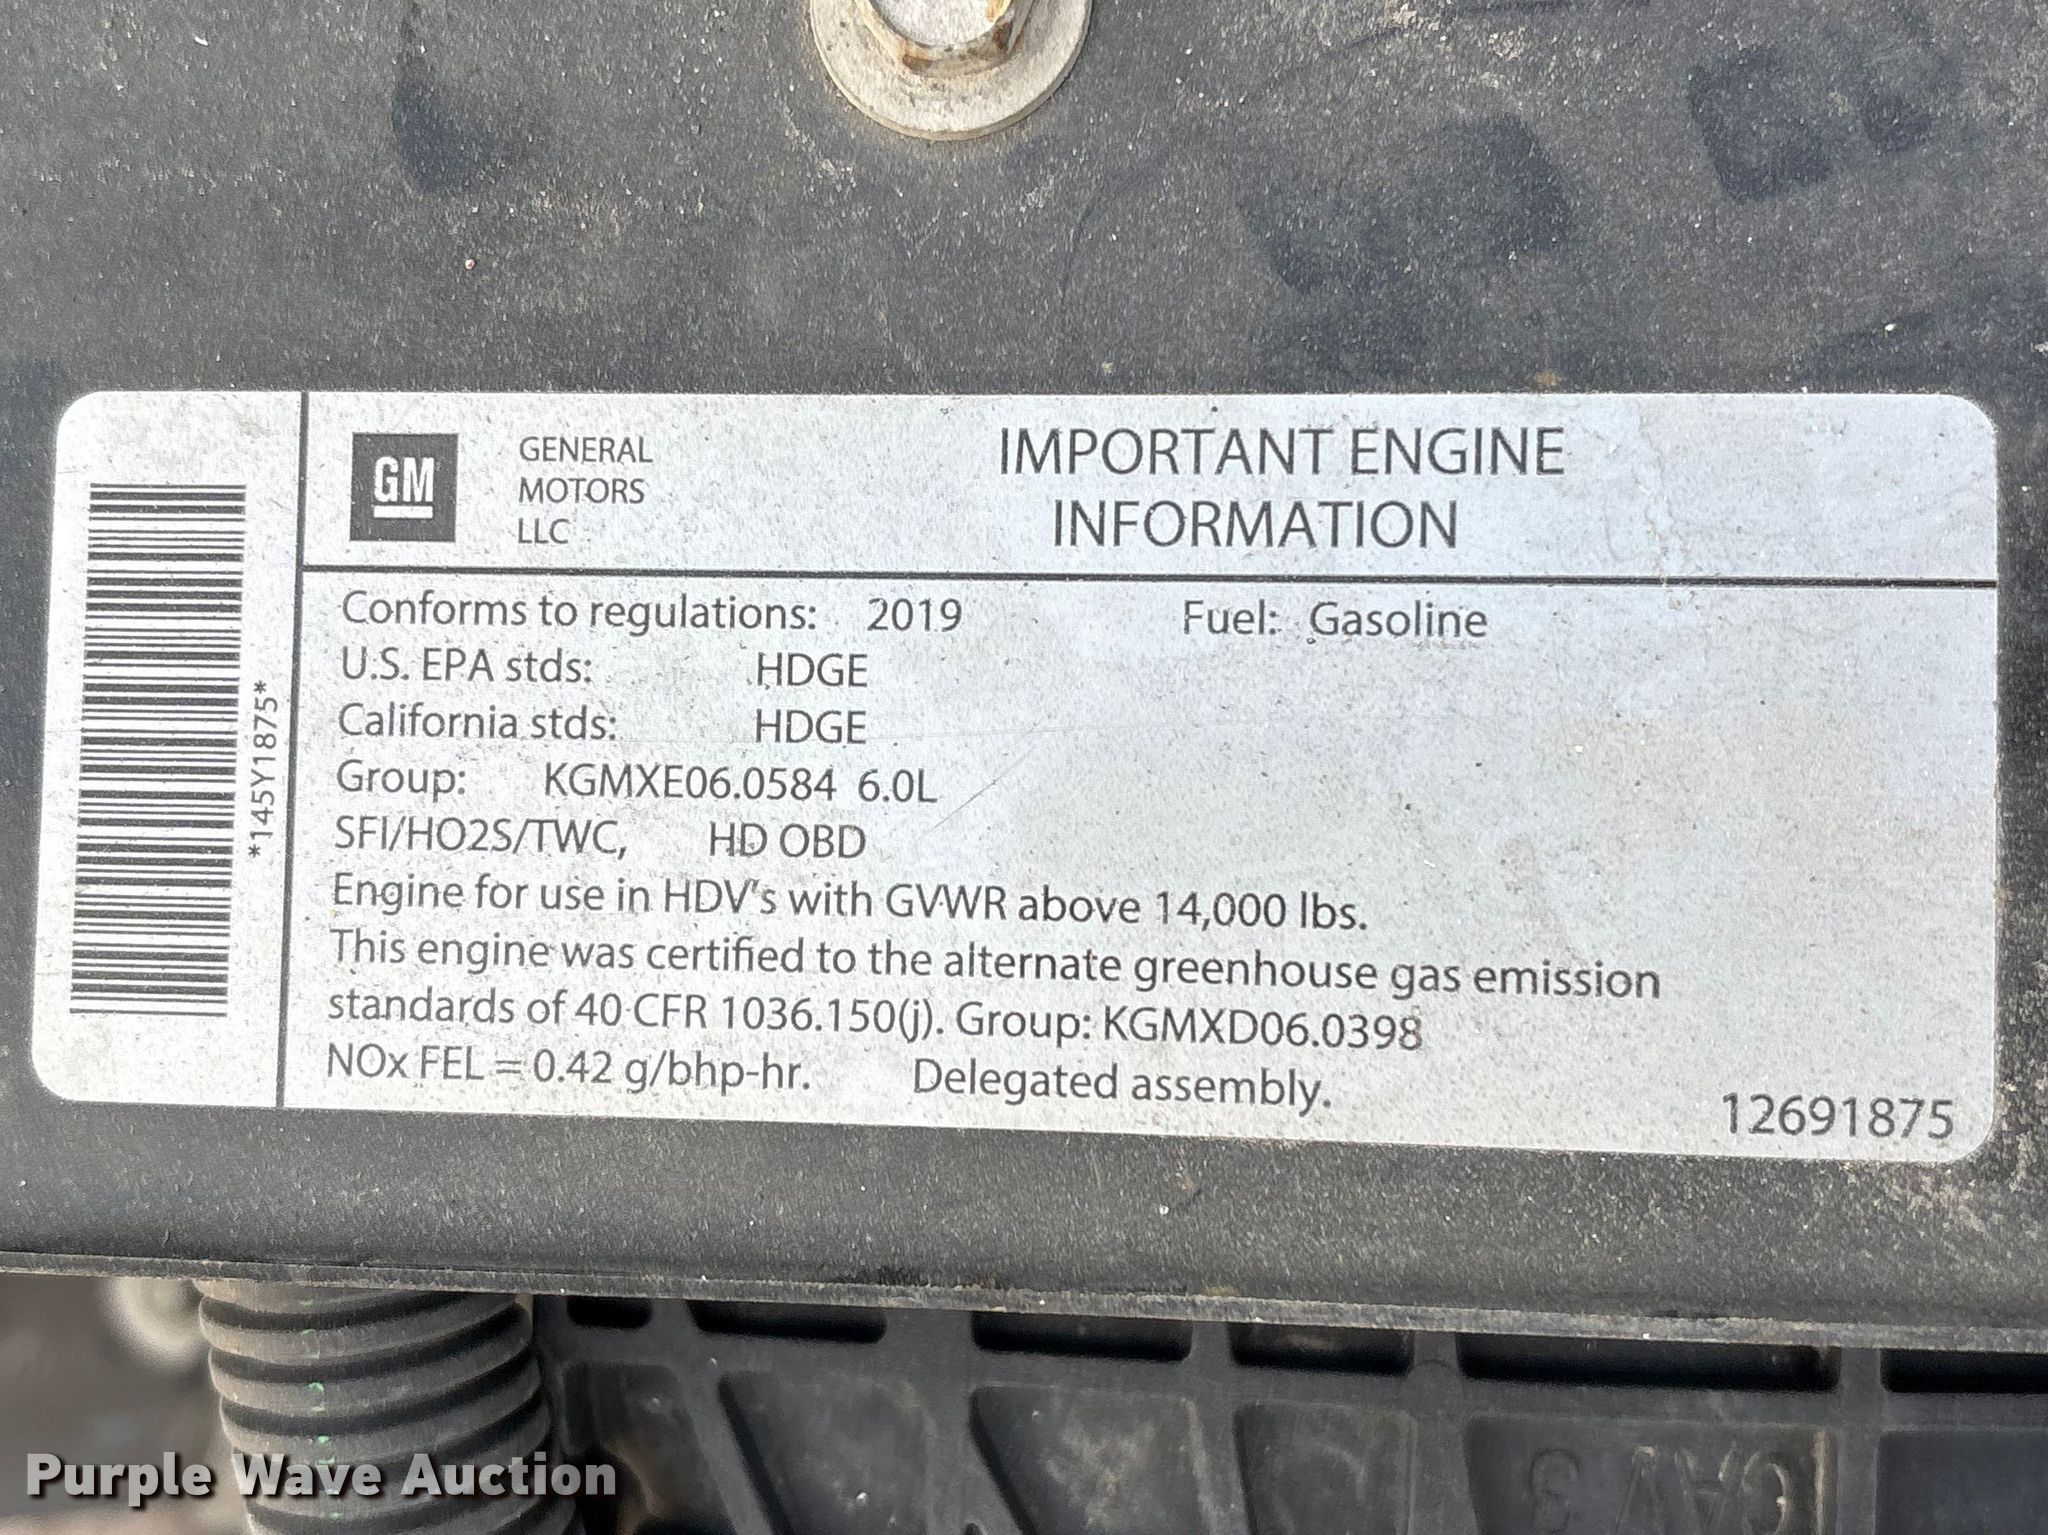 GM
GENERAL
MOTORS
LLC
IMPORTANT ENGINE
INFORMATION
*145Y1875*
Conforms to regulations: 2019 Fuel: Gasoline
U.S. EPA stds: HDGE
California stds: HDGE
Group: KGMXE06.0584 6.0L
SFI/HO2S/TWC, HD OBD
Engine for use in HDV's with GVWR above 14,000 lbs.
This engine was certified to the alternate greenhouse gas emission
standards of 40 CFR 1036.150(j). Group: KGMXD06.0398
NOx FEL = 0.42 g/bhp-hr. Delegated assembly.
12691875
CAV 3
Purple Wave Auction